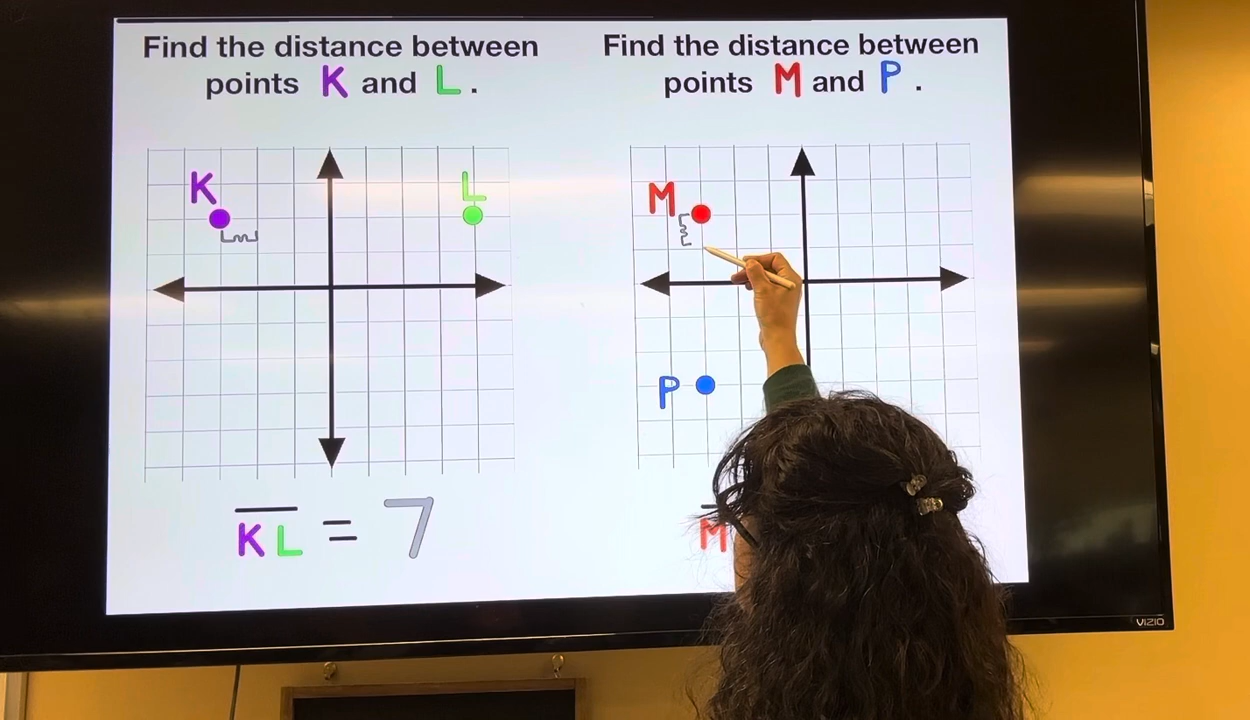 Find the distance between
points K and L .
Find the distance between
points M and P .
K
L
M
P
KL = 7
M
VIZIO